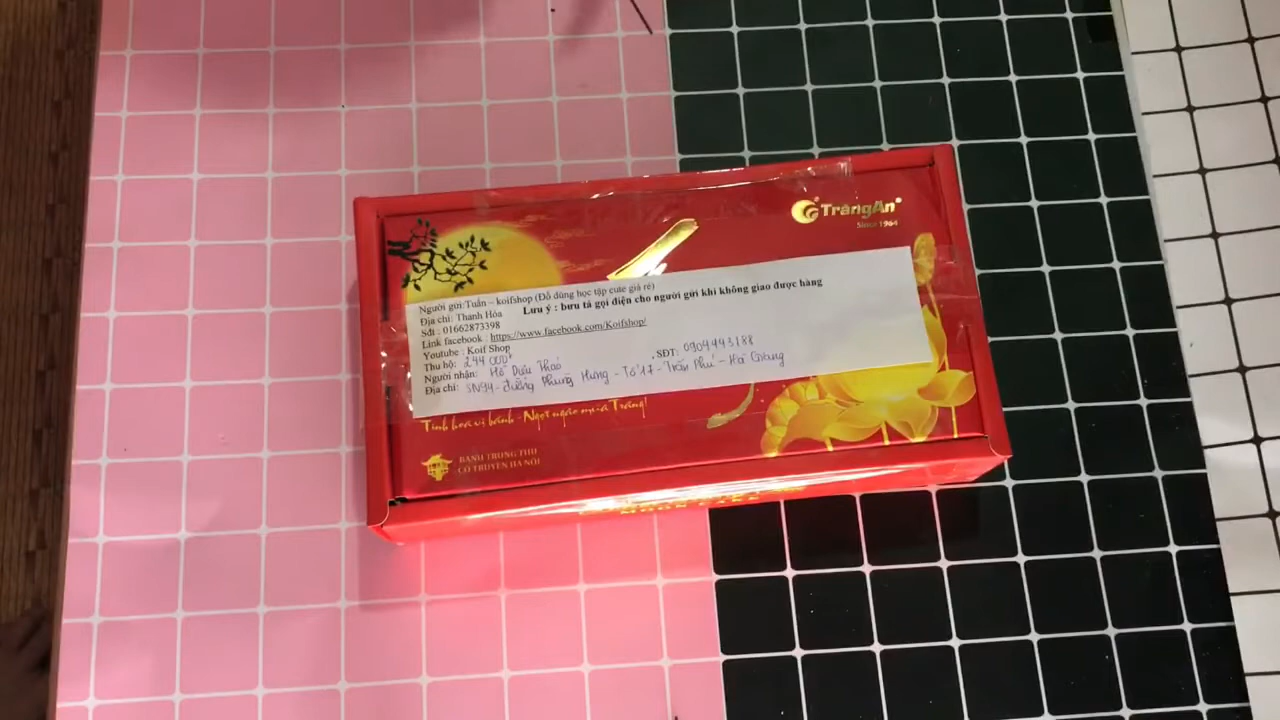 TràngAn®
Since 1964
Người gửi:Tuấn – koifshop (Đồ dùng học tập cute giá rẻ)
Địa chỉ: Thanh Hóa Lưu ý : bưu tá gọi điện cho người gửi khi không giao được hàng
Sđt : 01662873398
Link facebook : https://www.facebook.com/Koifshop/
Youtube : Koif Shop
Thu hộ: 244 000đ
Người nhận: Hồ Diệu Thảo , SĐT: 0904443188
Địa chỉ: SN94 - đường Phùng Hưng - Tổ 17 - Trần Phú - Hà Giang
Tinh hoa vị bánh - Ngọt ngào mùa Trăng!
BÁNH TRUNG THU
CỔ TRUYỀN HÀ NỘI